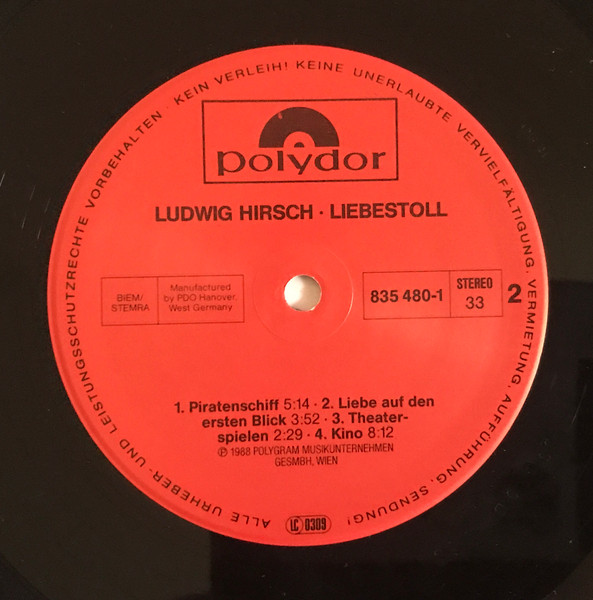 ALLE URHEBER- UND LEISTUNGSSCHUTZRECHTE VORBEHALTEN · KEIN VERLEIH! KEINE UNERLAUBTE VERVIELFÄLTIGUNG, VERMIETUNG, AUFFÜHRUNG, SENDUNG!
polydor
LUDWIG HIRSCH · LIEBESTOLL
BIEM/
STEMRA
Manufactured
by PDO Hanover,
West Germany
835 480-1
STEREO
33
2
1. Piratenschiff 5:14 · 2. Liebe auf den
ersten Blick 3:52 · 3. Theater-
spielen 2:29 · 4. Kino 8:12
℗ 1988 POLYGRAM MUSIKUNTERNEHMEN
GESMBH, WIEN
LC 0309